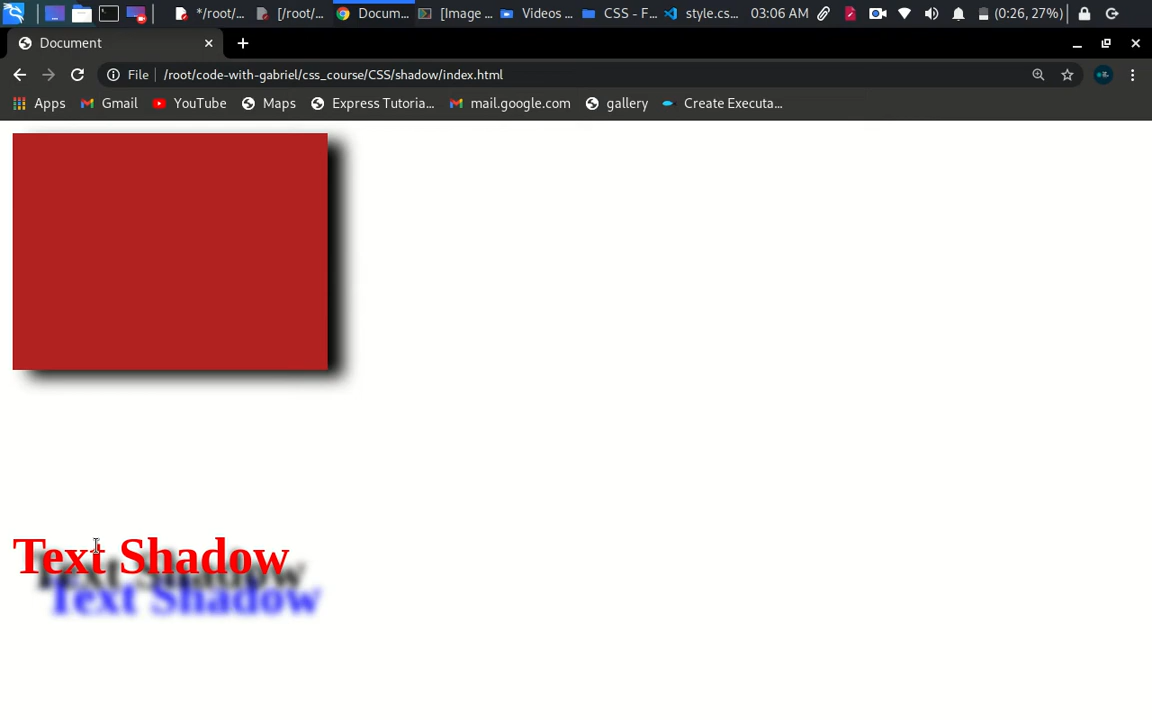 */root/... [/root/... Docum... [Image ... Videos ... CSS - F... style.cs... 03:06 AM (0:26, 27%)
Document
File /root/code-with-gabriel/css_course/CSS/shadow/index.html
Apps Gmail YouTube Maps Express Tutoria... mail.google.com gallery Create Executa...
Text Shadow
Text Shadow
Text Shadow